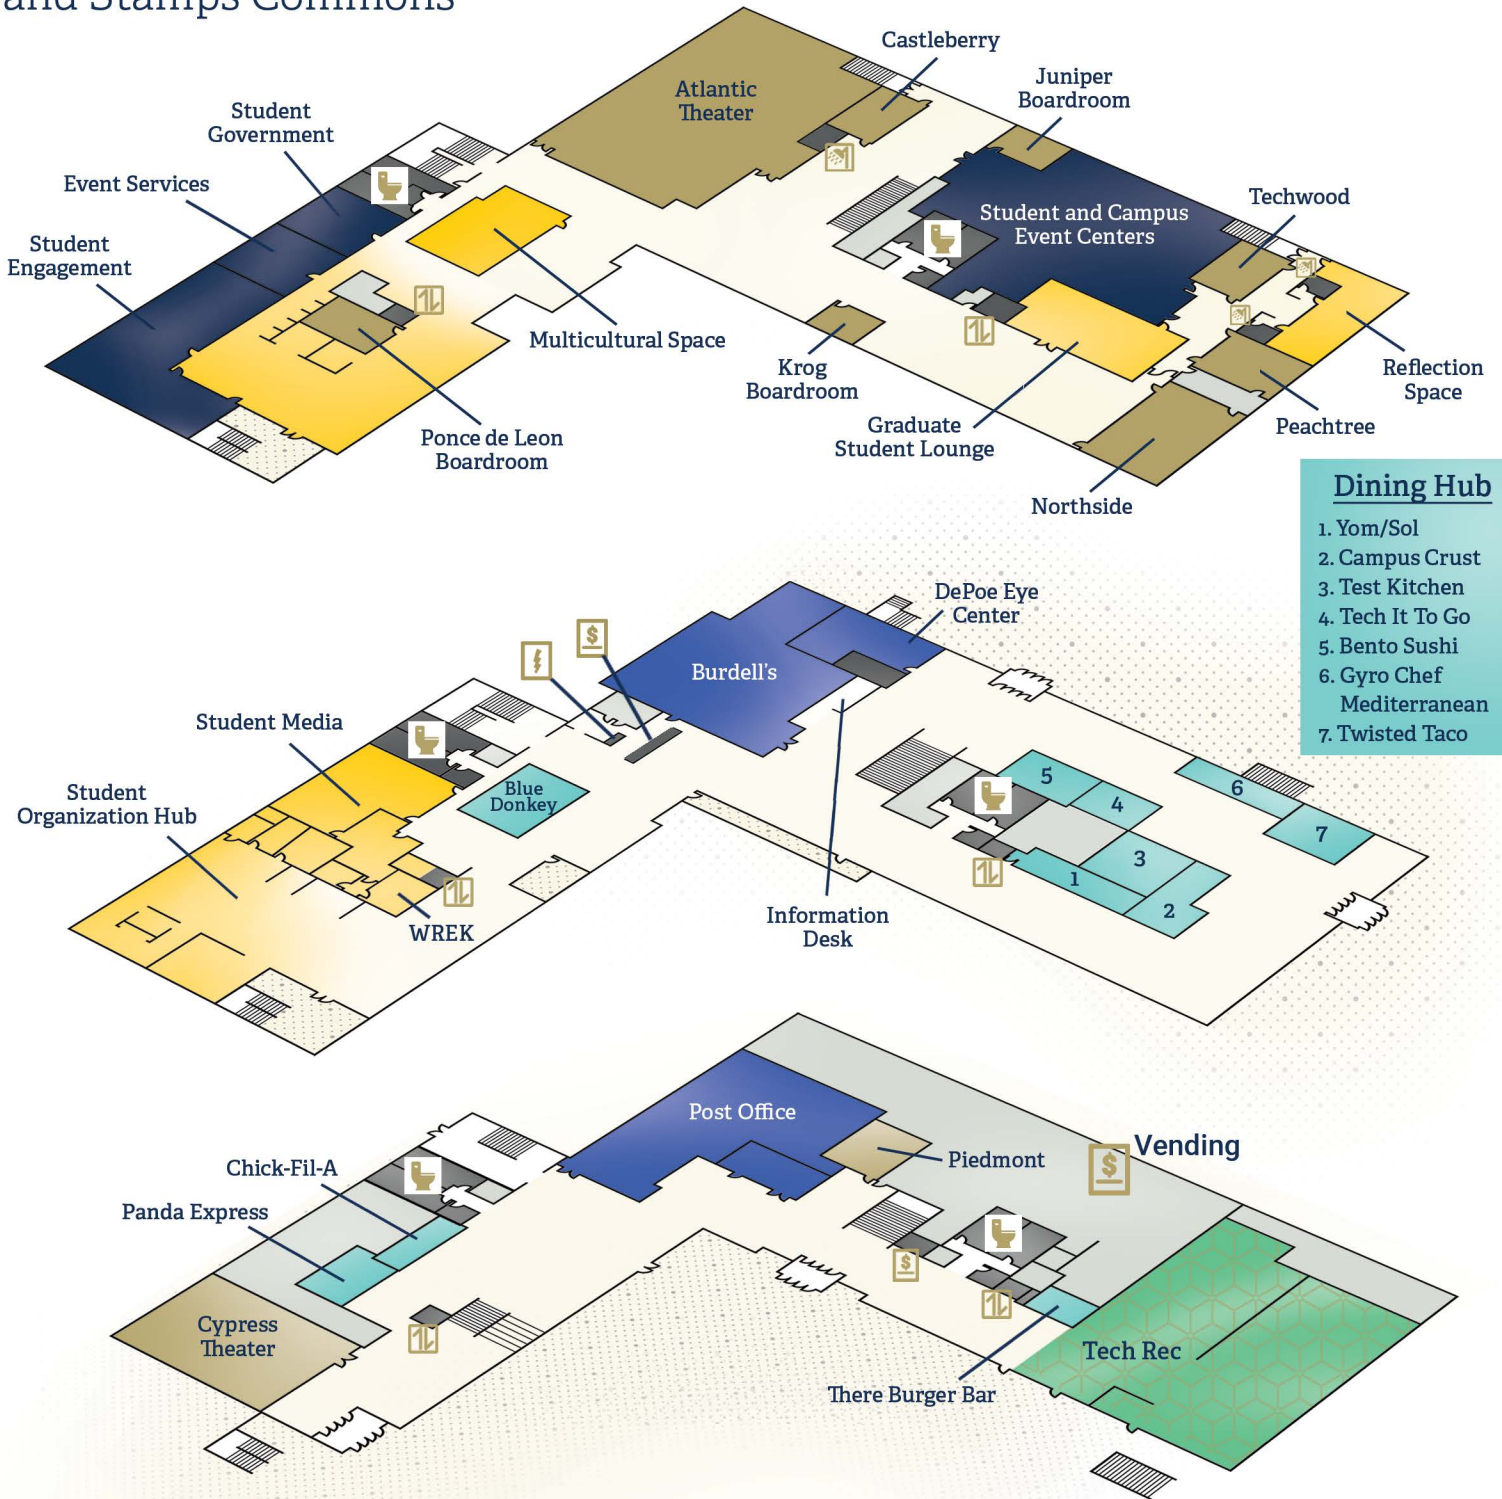 and Stamps Commons
Castleberry
Atlantic
Theater
Juniper
Boardroom
Student
Government
Event Services
Student
Engagement
Student and Campus
Event Centers
Techwood
Multicultural Space
Krog
Boardroom
Reflection
Space
Graduate
Student Lounge
Peachtree
Ponce de Leon
Boardroom
Northside
Dining Hub
1. Yom/Sol
2. Campus Crust
3. Test Kitchen
4. Tech It To Go
5. Bento Sushi
6. Gyro Chef
Mediterranean
7. Twisted Taco
DePoe Eye
Center
$
Burdell's
Student Media
Student
Organization Hub
Blue
Donkey
5
4
6
7
3
1
2
WREK
Information
Desk
Post Office
Piedmont
$
Vending
Chick-Fil-A
Panda Express
$
Cypress
Theater
Tech Rec
There Burger Bar